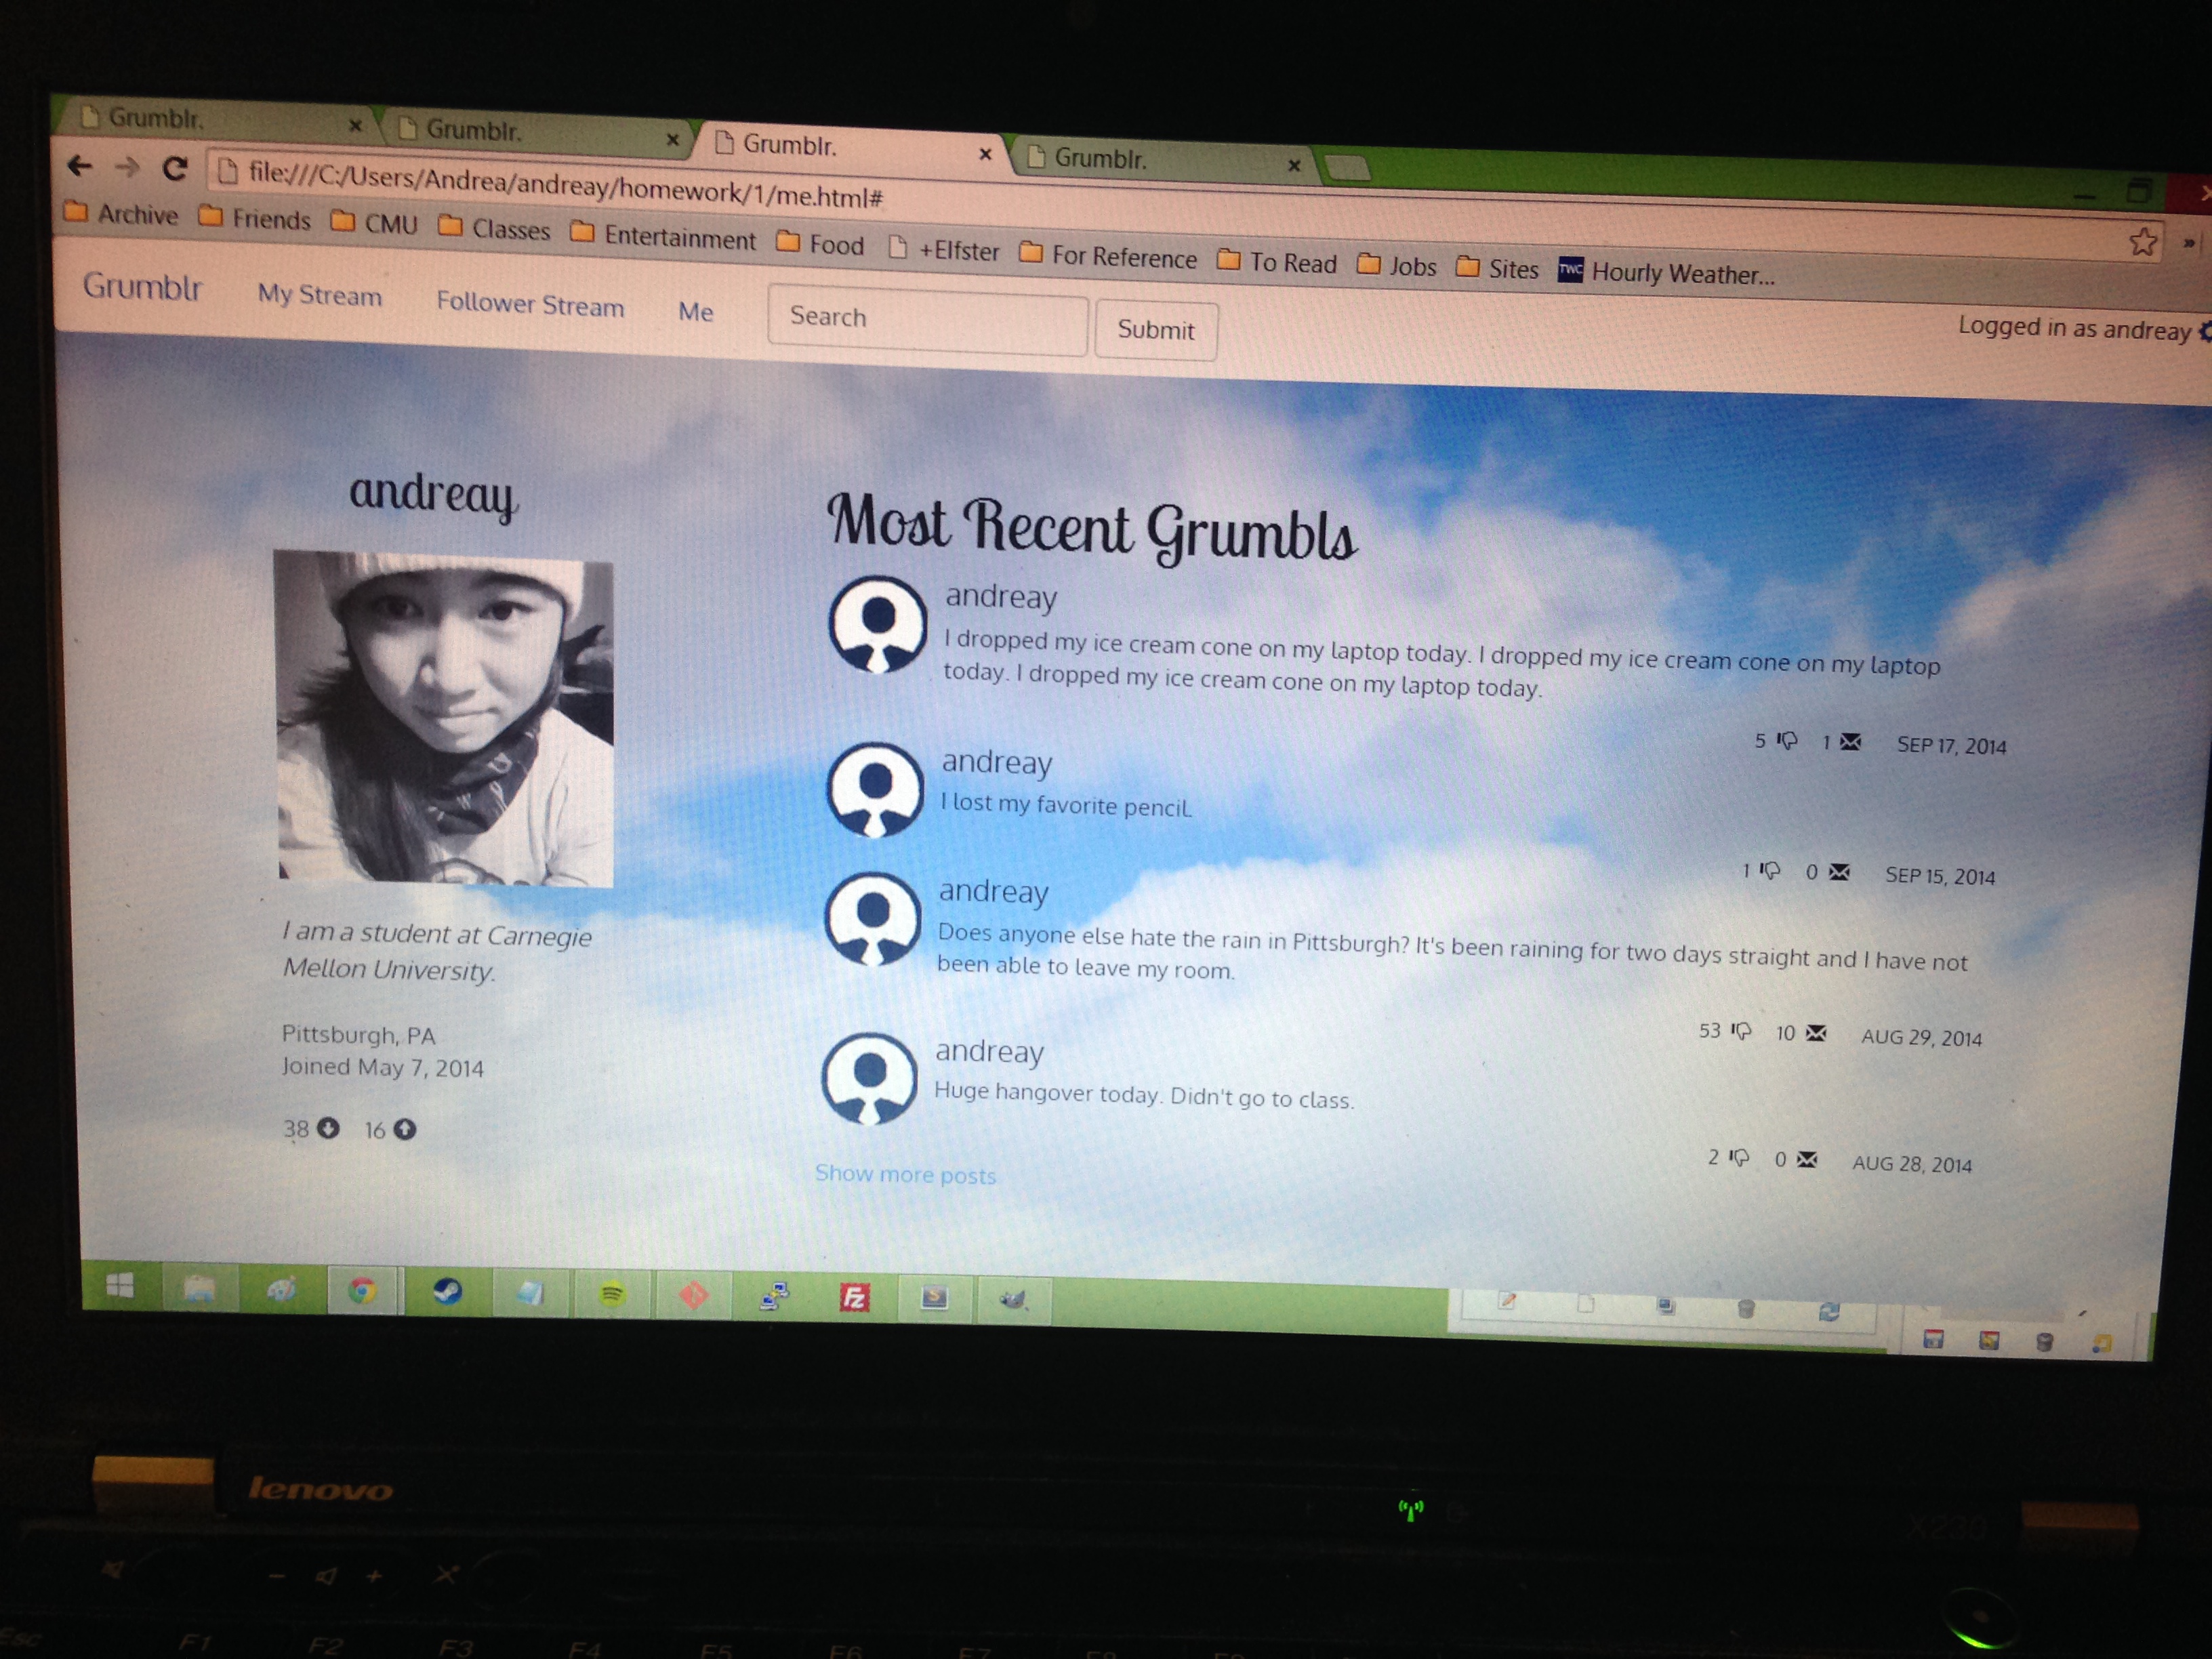 Grumblr.
Grumblr.
Grumblr.
Grumblr.
file:///C:/Users/Andrea/andreay/homework/1/me.html#
Archive Friends CMU Classes Entertainment Food +Elfster For Reference To Read Jobs Sites TWC Hourly Weather...
»
Grumblr My Stream Follower Stream Me Search Submit Logged in as andreay
andreay
I am a student at Carnegie
Mellon University.
Pittsburgh, PA
Joined May 7, 2014
38 16
Most Recent Grumbls
andreay
I dropped my ice cream cone on my laptop today. I dropped my ice cream cone on my laptop
today. I dropped my ice cream cone on my laptop today.
5 1 SEP 17, 2014
andreay
I lost my favorite pencil.
1 0 SEP 15, 2014
andreay
Does anyone else hate the rain in Pittsburgh? It's been raining for two days straight and I have not
been able to leave my room.
53 10 AUG 29, 2014
andreay
Huge hangover today. Didn't go to class.
2 0 AUG 28, 2014
Show more posts
Fz
S
lenovo
X230
Esc F1 F2 F3 F4 F5 F6 F7 F8 F9